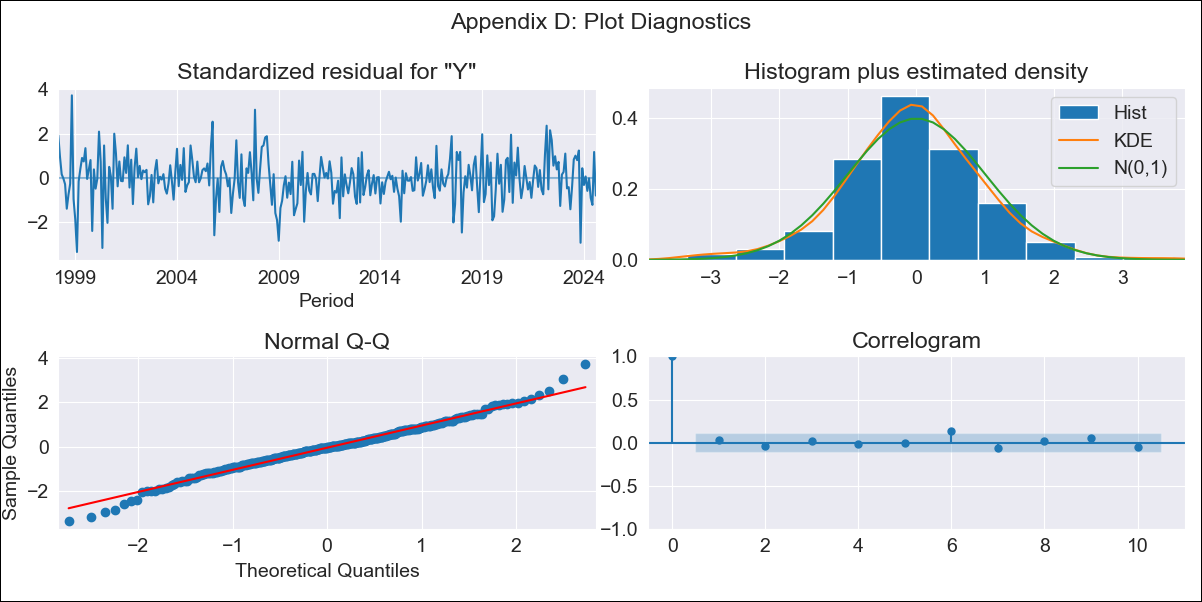 Appendix D: Plot Diagnostics
Standardized residual for "Y"
4
2
0
−2
1999 2004 2009 2014 2019 2024
Period
Histogram plus estimated density
0.4
0.2
0.0
−3 −2 −1 0 1 2 3
Hist
KDE
N(0,1)
Normal Q-Q
Sample Quantiles
4
2
0
−2
−2 −1 0 1 2
Theoretical Quantiles
Correlogram
1.0
0.5
0.0
−0.5
−1.0
0 2 4 6 8 10